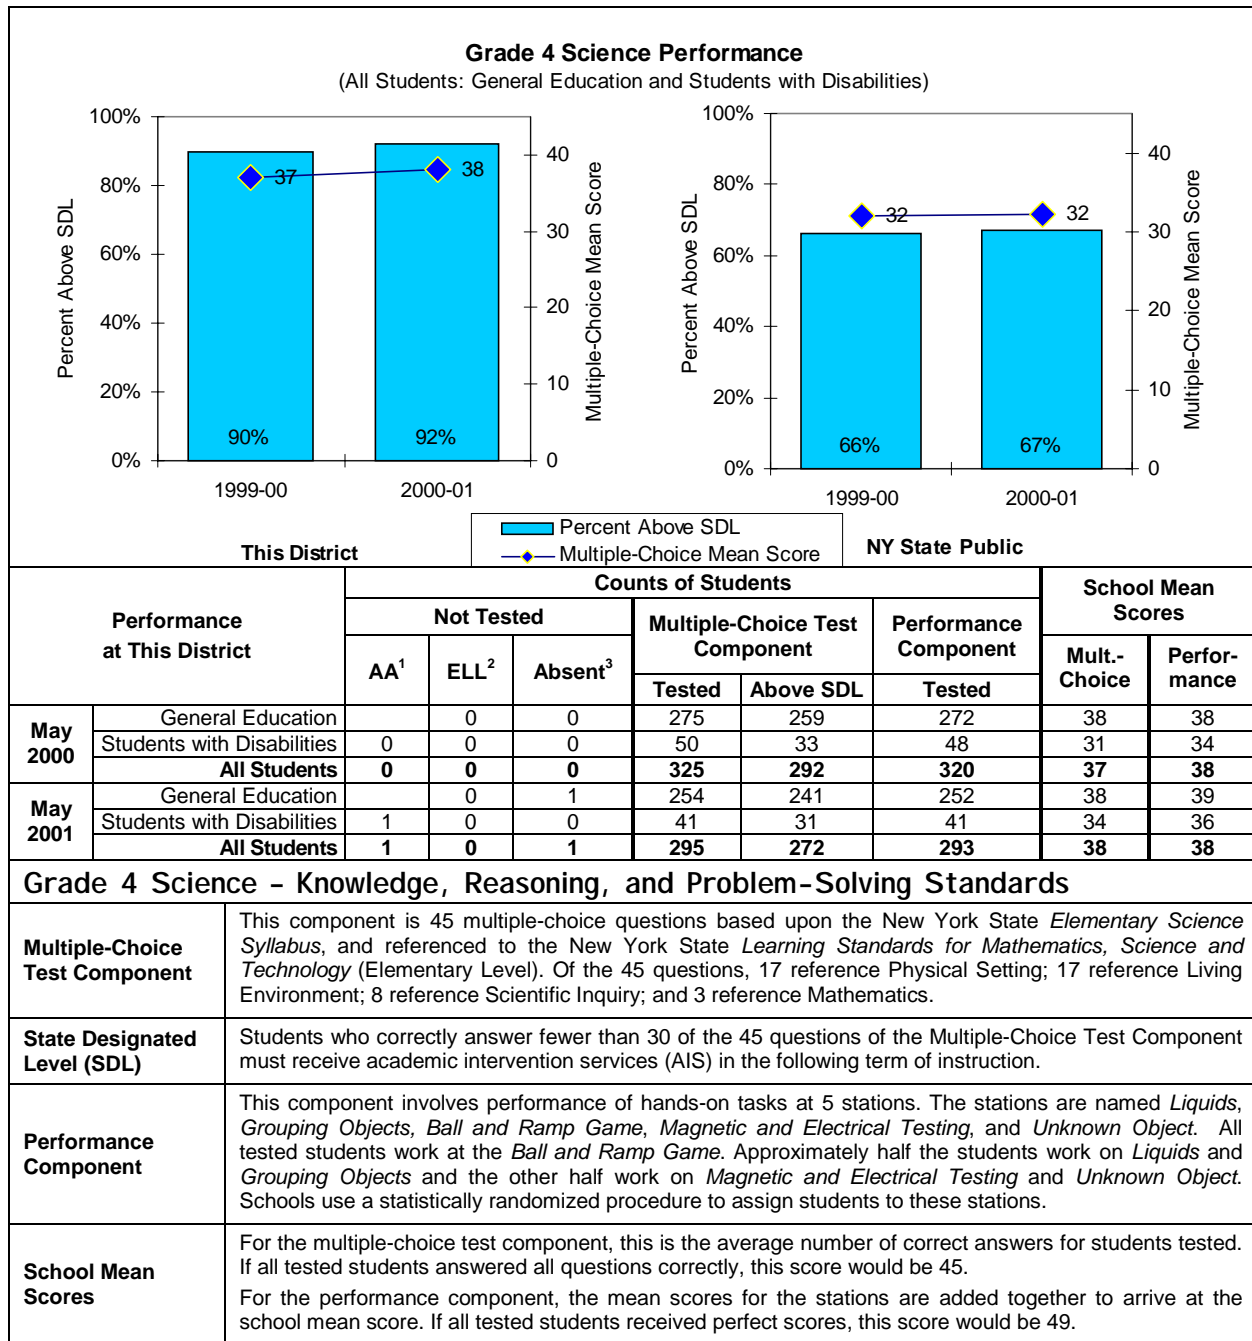 Grade 4 Science Performance
(All Students: General Education and Students with Disabilities)
100%
80%
60%
40%
20%
0%
Percent Above SDL
37
38
90%
92%
1999-00
2000-01
40
30
20
10
0
Multiple-Choice Mean Score
This District
100%
80%
60%
40%
20%
0%
Percent Above SDL
32
32
66%
67%
1999-00
2000-01
40
30
20
10
0
Multiple-Choice Mean Score
NY State Public
Percent Above SDL
Multiple-Choice Mean Score
Performance
at This District
Counts of Students
School Mean
Scores
Not Tested
Multiple-Choice Test
Component
Performance
Component
Mult.-
Choice
Perfor-
mance
AA1 ELL2 Absent3
Tested Above SDL Tested
May
2000
General Education 0 0 275 259 272 38 38
Students with Disabilities 0 0 0 50 33 48 31 34
All Students 0 0 0 325 292 320 37 38
May
2001
General Education 0 1 254 241 252 38 39
Students with Disabilities 1 0 0 41 31 41 34 36
All Students 1 0 1 295 272 293 38 38
Grade 4 Science – Knowledge, Reasoning, and Problem-Solving Standards
Multiple-Choice
Test Component
This component is 45 multiple-choice questions based upon the New York State Elementary Science
Syllabus, and referenced to the New York State Learning Standards for Mathematics, Science and
Technology (Elementary Level). Of the 45 questions, 17 reference Physical Setting; 17 reference Living
Environment; 8 reference Scientific Inquiry; and 3 reference Mathematics.
State Designated
Level (SDL)
Students who correctly answer fewer than 30 of the 45 questions of the Multiple-Choice Test Component
must receive academic intervention services (AIS) in the following term of instruction.
Performance
Component
This component involves performance of hands-on tasks at 5 stations. The stations are named Liquids,
Grouping Objects, Ball and Ramp Game, Magnetic and Electrical Testing, and Unknown Object. All
tested students work at the Ball and Ramp Game. Approximately half the students work on Liquids and
Grouping Objects and the other half work on Magnetic and Electrical Testing and Unknown Object.
Schools use a statistically randomized procedure to assign students to these stations.
School Mean
Scores
For the multiple-choice test component, this is the average number of correct answers for students tested.
If all tested students answered all questions correctly, this score would be 45.
For the performance component, the mean scores for the stations are added together to arrive at the
school mean score. If all tested students received perfect scores, this score would be 49.